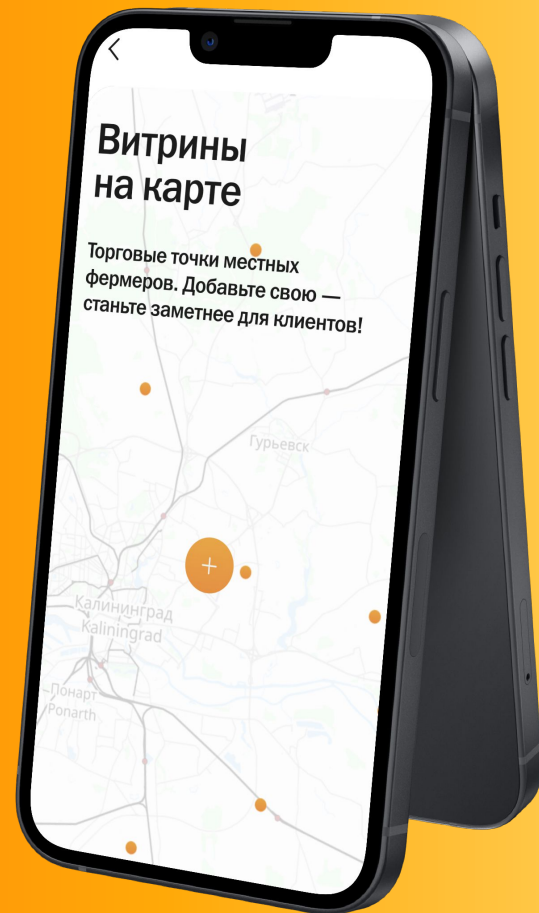 Витрины
на карте
Торговые точки местных
фермеров. Добавьте свою —
станьте заметнее для клиентов!
Гурьевск
+
Калининград
Kaliningrad
Понарт
Ponarth